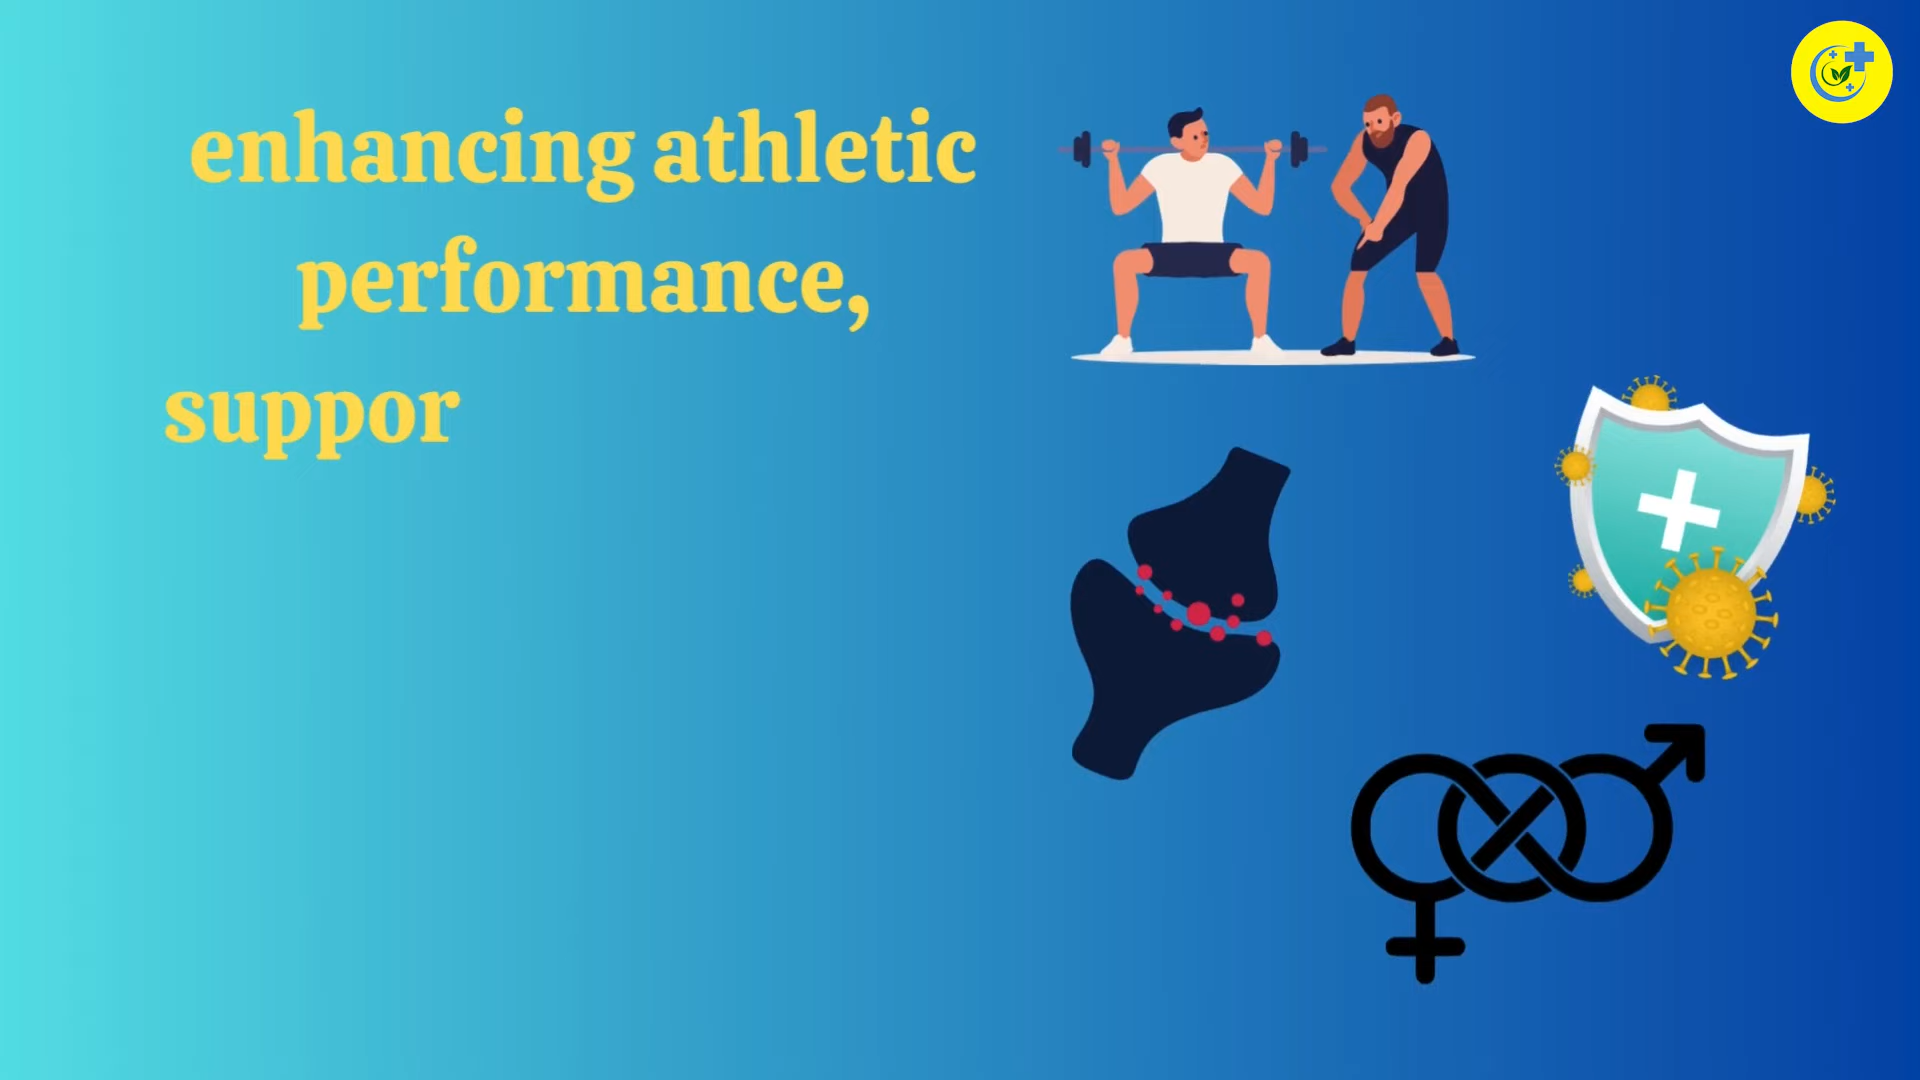 enhancing athletic
performance,
suppor